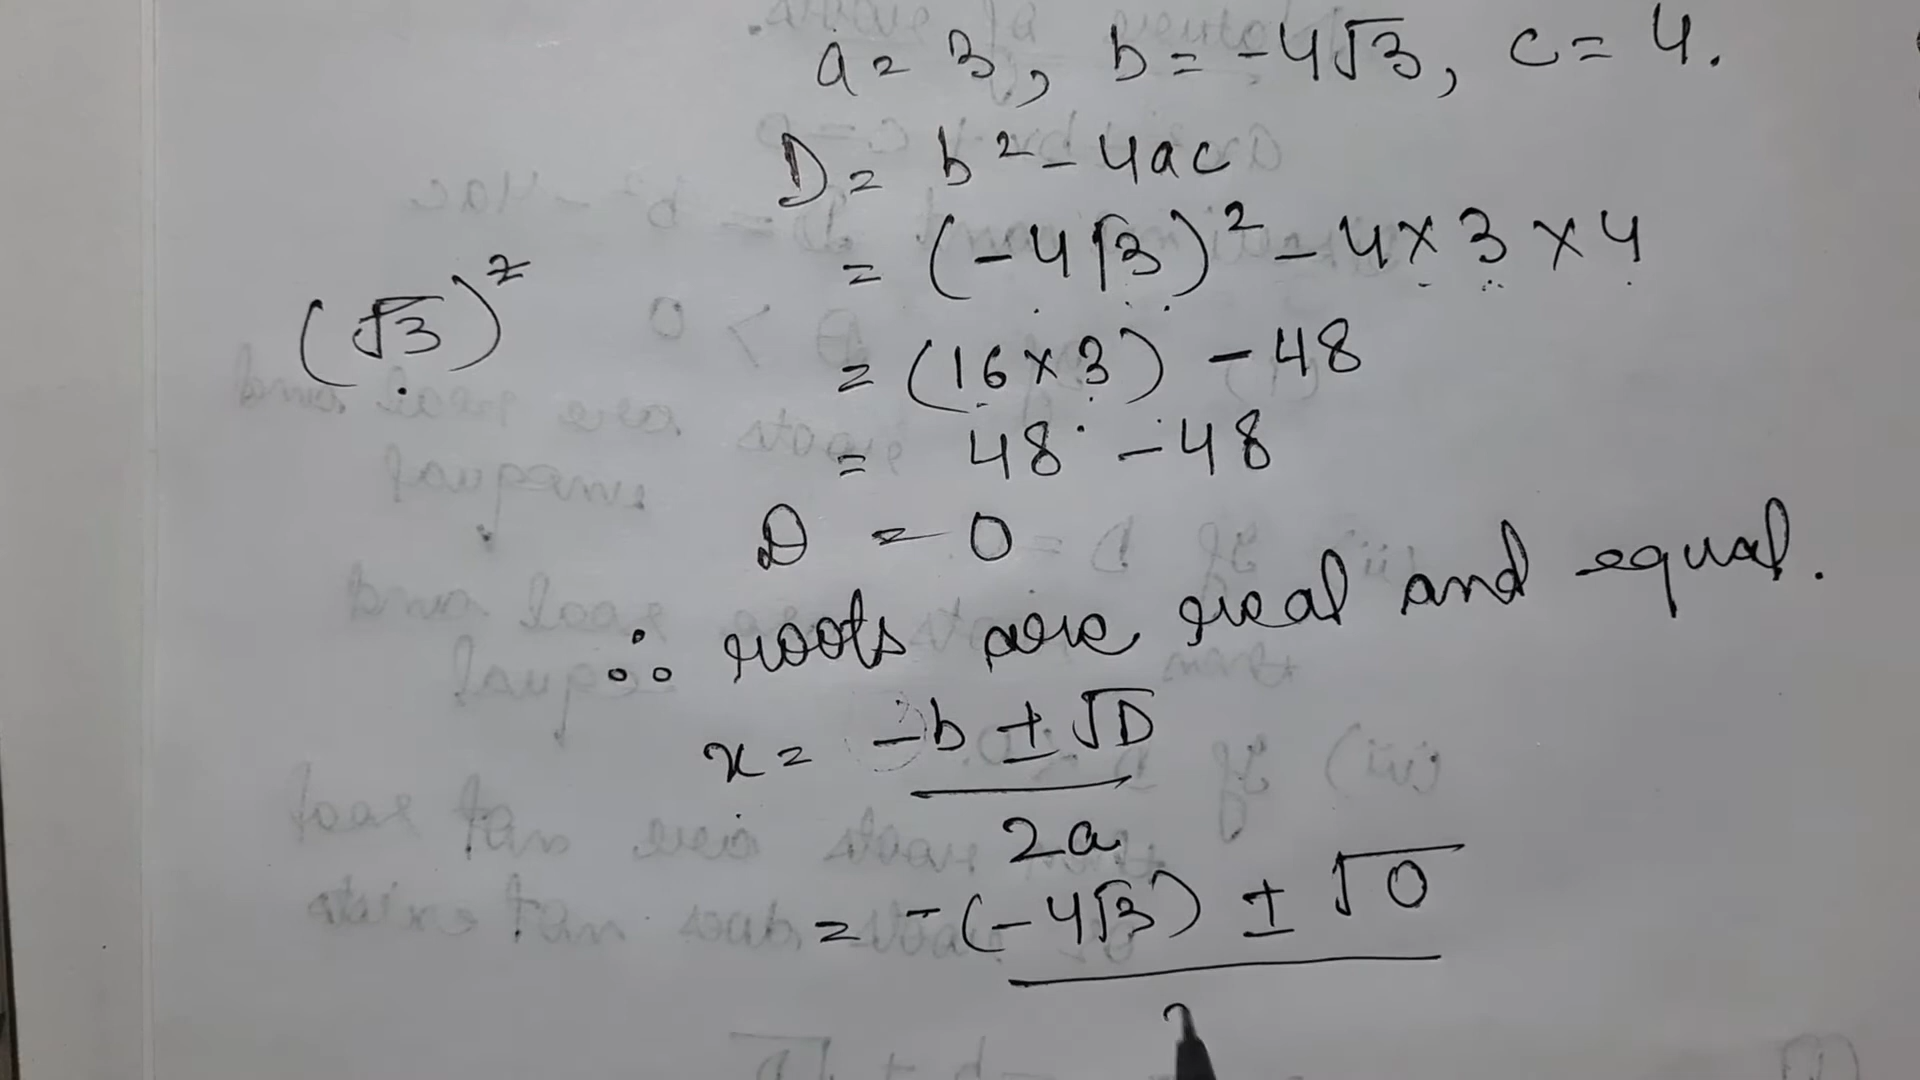 a = 3, b = -4√3, c = 4.
D = b² - 4ac
= (-4√3)² - 4 × 3 × 4
(√3)²
= (16 × 3) - 48
= 48 - 48
D = 0
∴ roots are real and equal.
x = -b ± √D
2a
= -(-4√3) ± √0